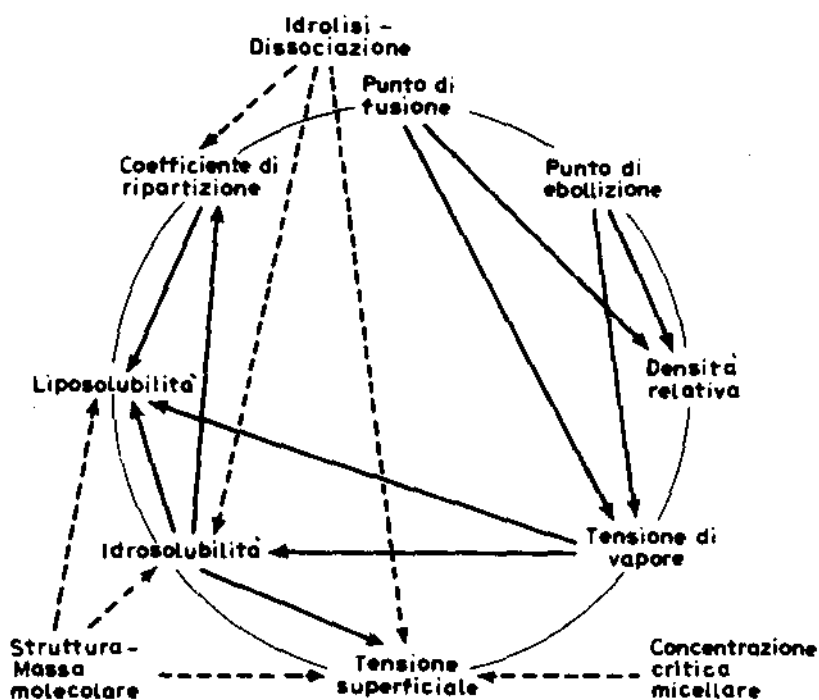 Idrolisi -
Dissociazione
Punto di
fusione
Coefficiente di
ripartizione
Punto di
ebollizione
Liposolubilità
Densità
relativa
Idrosolubilità
Tensione di
vapore
Struttura -
Massa
molecolare
Tensione
superficiale
Concentrazione
critica
micellare